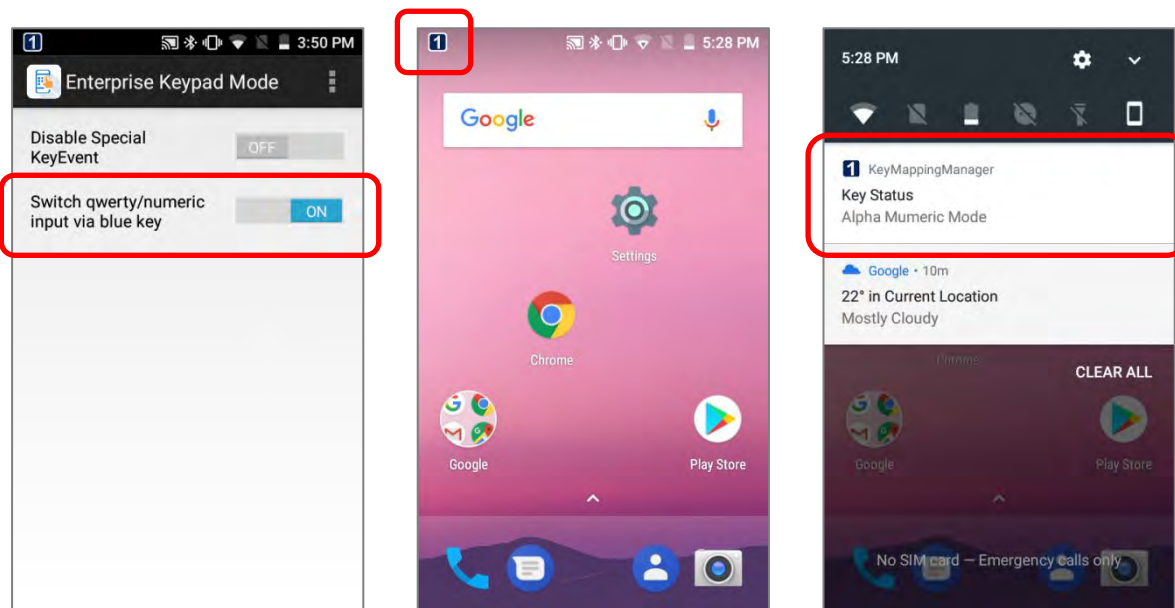 1
3:50 PM
Enterprise Keypad Mode
Disable Special
KeyEvent
OFF
Switch qwerty/numeric
input via blue key
ON
1
5:28 PM
Google
Settings
Chrome
Google
Play Store
5:28 PM
1 KeyMappingManager
Key Status
Alpha Mumeric Mode
Google • 10m
22° in Current Location
Mostly Cloudy
Chrome
CLEAR ALL
Google
Play Store
No SIM card — Emergency calls only